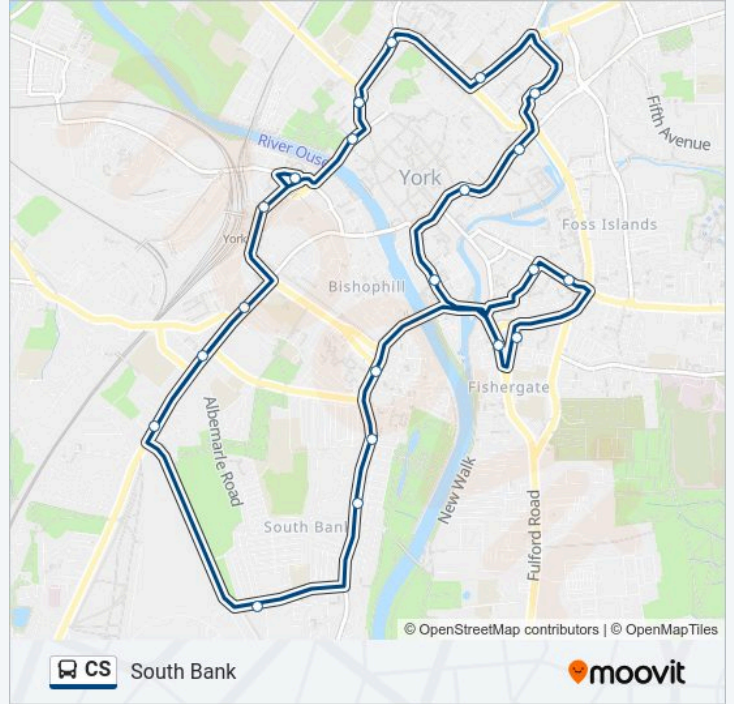 Fifth Avenue
River Ouse
York
Foss Islands
York
Bishophill
Fishergate
Albemarle Road
New Walk
South Bank
Fulford Road
© OpenStreetMap contributors | © OpenMapTiles
CS South Bank
moovit